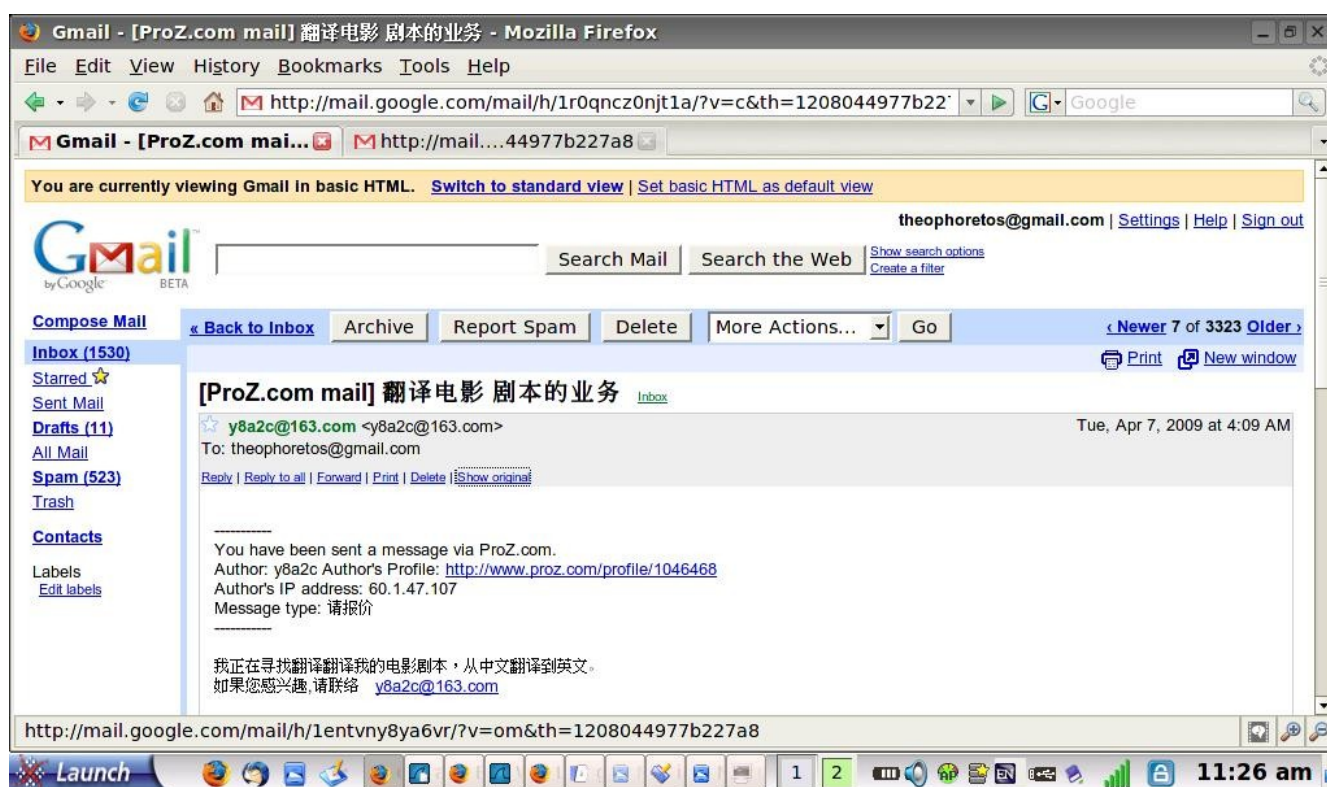 Gmail - [ProZ.com mail] 翻译电影 剧本的业务 - Mozilla Firefox
File Edit View History Bookmarks Tools Help
http://mail.google.com/mail/h/1r0qncz0njt1a/?v=c&th=1208044977b22 Google
Gmail - [ProZ.com mai... http://mail....44977b227a8
You are currently viewing Gmail in basic HTML. Switch to standard view | Set basic HTML as default view
theophoretos@gmail.com | Settings | Help | Sign out
Gmail
by Google BETA
Search Mail Search the Web Show search options
Create a filter
Compose Mail
Inbox (1530)
Starred
Sent Mail
Drafts (11)
All Mail
Spam (523)
Trash
Contacts
Labels
Edit labels
« Back to Inbox Archive Report Spam Delete More Actions... Go ‹ Newer 7 of 3323 Older ›
Print New window
[ProZ.com mail] 翻译电影 剧本的业务 Inbox
y8a2c@163.com <y8a2c@163.com> Tue, Apr 7, 2009 at 4:09 AM
To: theophoretos@gmail.com
Reply | Reply to all | Forward | Print | Delete | Show original
-----------
You have been sent a message via ProZ.com.
Author: y8a2c Author's Profile: http://www.proz.com/profile/1046468
Author's IP address: 60.1.47.107
Message type: 请报价
-----------
我正在寻找翻译翻译我的电影剧本，从中文翻译到英文。
如果您感兴趣,请联络 y8a2c@163.com
http://mail.google.com/mail/h/1entvny8ya6vr/?v=om&th=1208044977b227a8
Launch 1 2 11:26 am